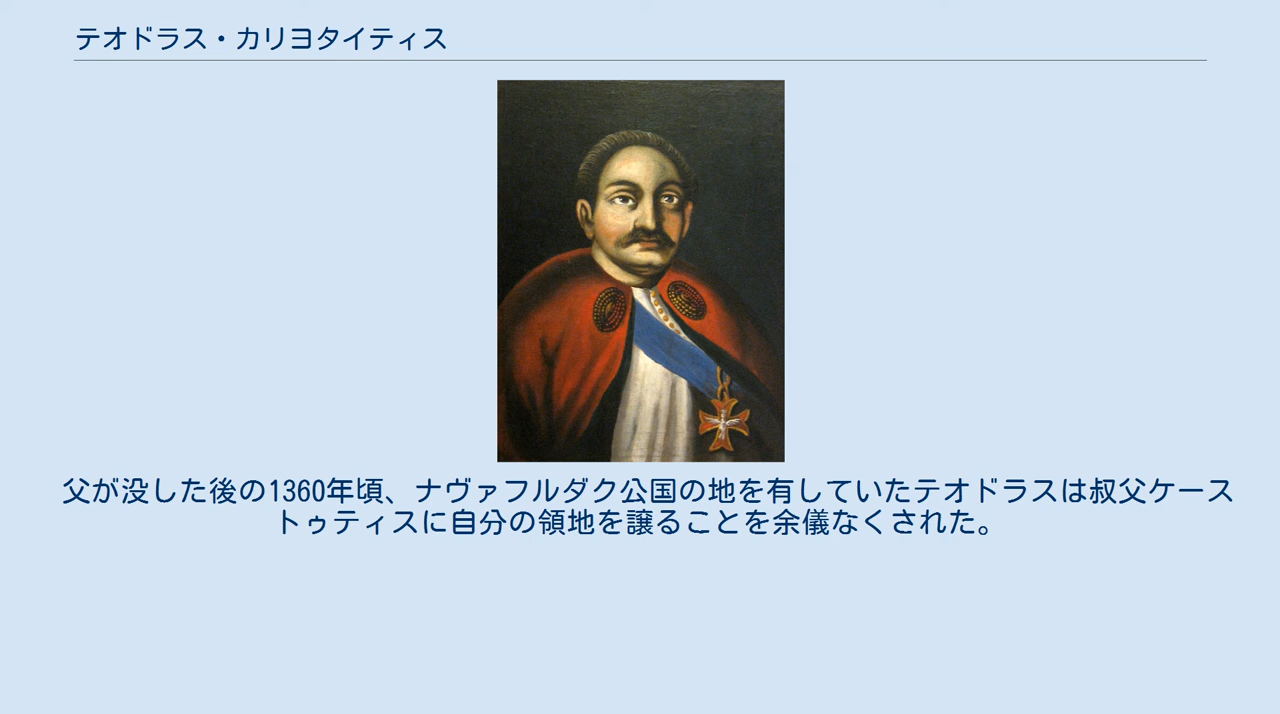 テオドラス・カリヨタイティス
父が没した後の1360年頃、ナヴァフルダク公国の地を有していたテオドラスは叔父ケース
トゥティスに自分の領地を譲ることを余儀なくされた。